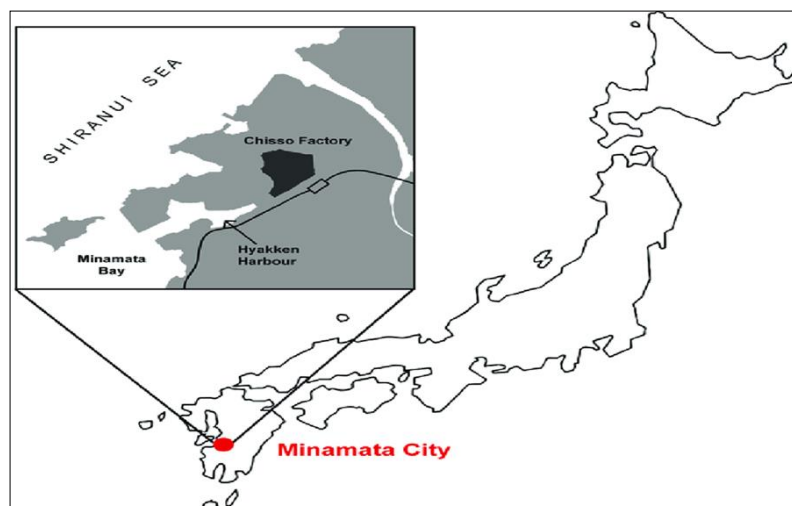 SHIRANUI SEA
Chisso Factory
Hyakken
Harbour
Minamata
Bay
Minamata City